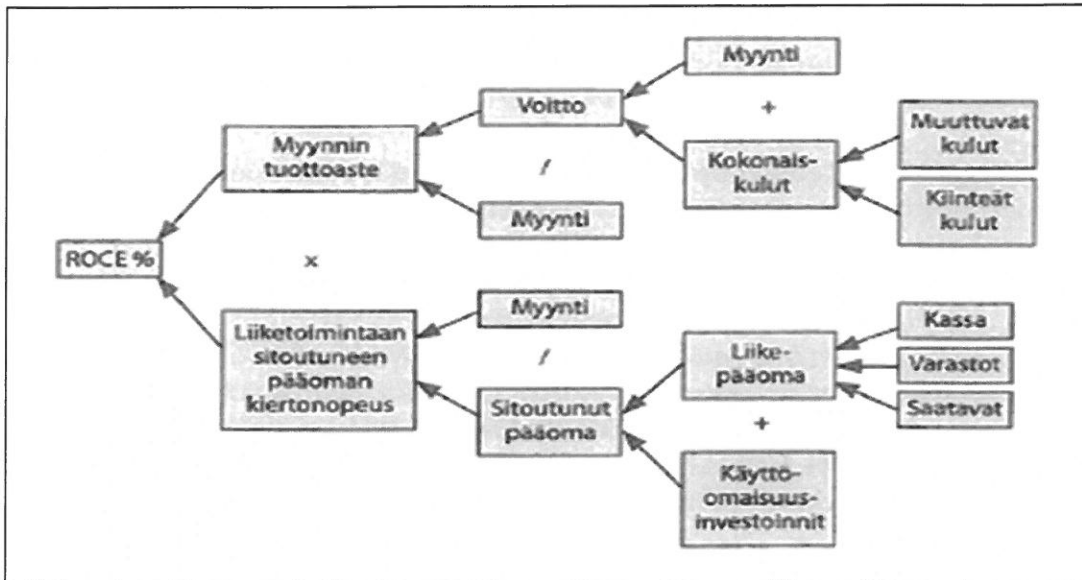 Myynti
Voitto
+
Muuttuvat
kulut
Myynnin
tuottoaste
/
Kokonais-
kulut
Kiinteät
kulut
Myynti
ROCE %
x
Myynti
Liiketoimintaan
sitoutuneen
pääoman
kiertonopeus
/
Sitoutunut
pääoma
Liike-
pääoma
Kassa
Varastot
Saatavat
+
Käyttö-
omaisuus-
investoinnit